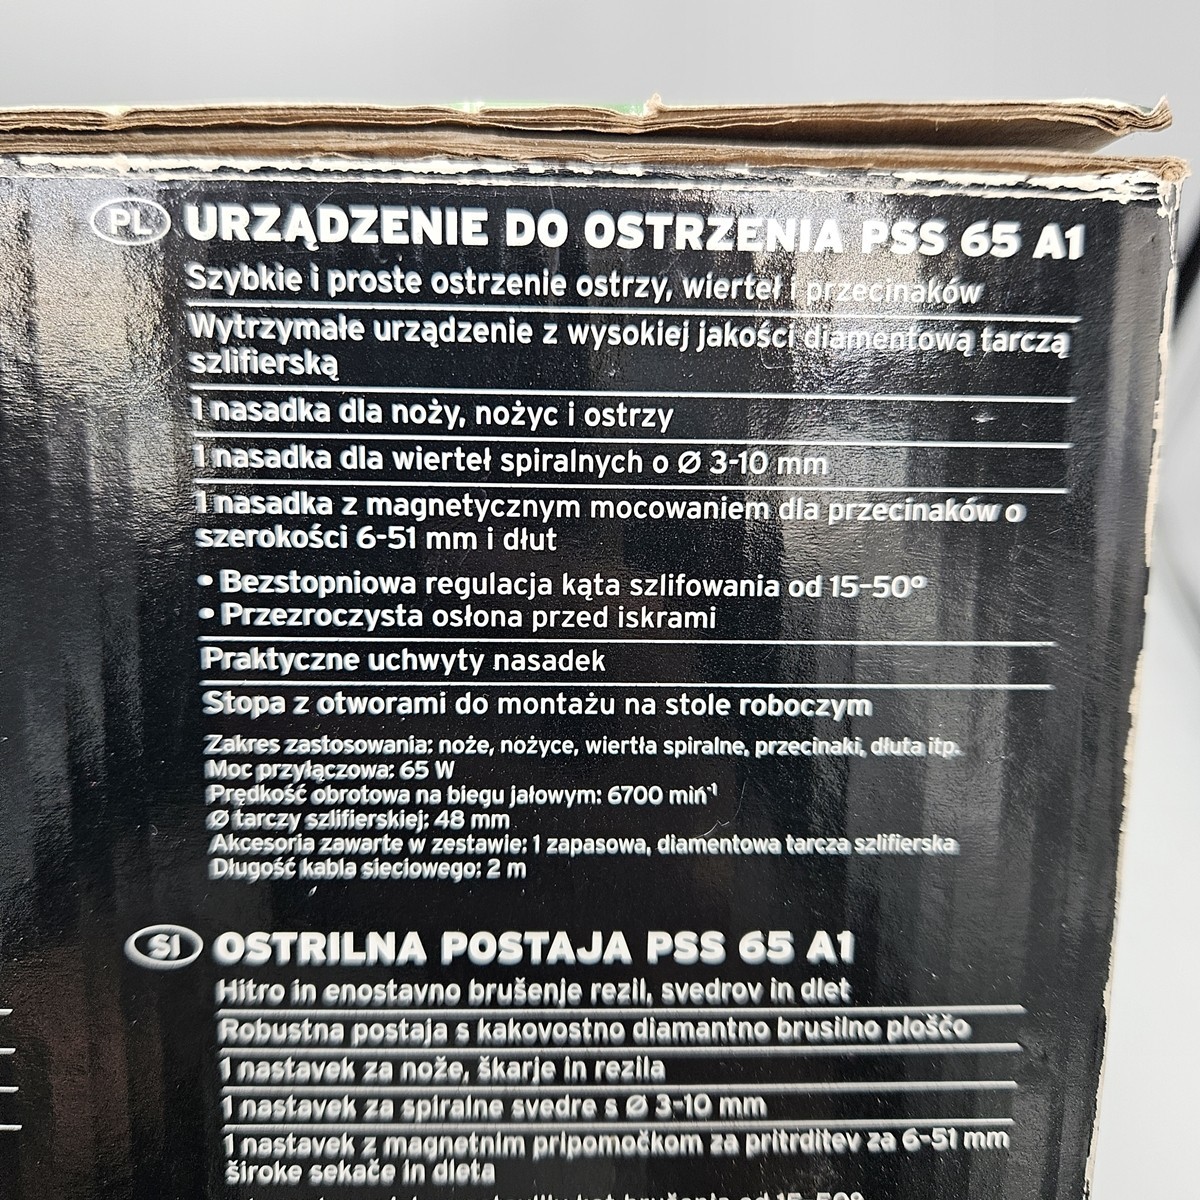 PL URZĄDZENIE DO OSTRZENIA PSS 65 A1
Szybkie i proste ostrzenie ostrzy, wierteł i przecinaków
Wytrzymałe urządzenie z wysokiej jakości diamentową tarczą
szlifierską
1 nasadka dla noży, nożyc i ostrzy
1 nasadka dla wierteł spiralnych o Ø 3-10 mm
1 nasadka z magnetycznym mocowaniem dla przecinaków o
szerokości 6-51 mm i dłut
• Bezstopniowa regulacja kąta szlifowania od 15-50°
• Przezroczysta osłona przed iskrami
Praktyczne uchwyty nasadek
Stopa z otworami do montażu na stole roboczym
Zakres zastosowania: noże, nożyce, wiertła spiralne, przecinaki, dłuta itp.
Moc przyłączowa: 65 W
Prędkość obrotowa na biegu jałowym: 6700 min⁻¹
Ø tarczy szlifierskiej: 48 mm
Akcesoria zawarte w zestawie: 1 zapasowa, diamentowa tarcza szlifierska
Długość kabla sieciowego: 2 m
SI OSTRILNA POSTAJA PSS 65 A1
Hitro in enostavno brušenje rezil, svedrov in dlet
Robustna postaja s kakovostno diamantno brusilno ploščo
1 nastavek za nože, škarje in rezila
1 nastavek za spiralne svedre s Ø 3-10 mm
1 nastavek z magnetnim pripomočkom za pritrditev za 6-51 mm
široke sekače in dleta